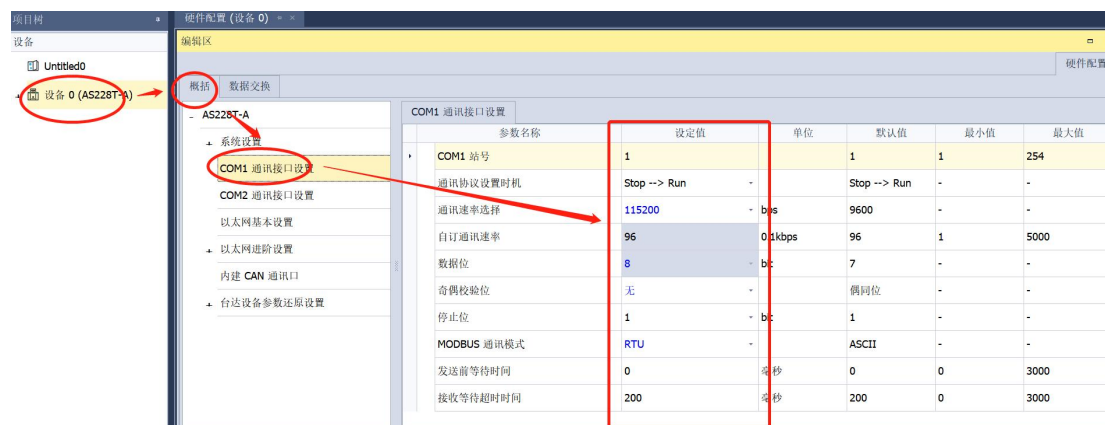 项目树
硬件配置 (设备 0)
设备
编辑区
Untitled0
硬件配置
设备 0 (AS228T-A)
概括 数据交换
AS228T-A
系统设置
COM1 通讯接口设置
COM2 通讯接口设置
以太网基本设置
以太网进阶设置
内建 CAN 通讯口
台达设备参数还原设置
COM1 通讯接口设置
参数名称 设定值 单位 默认值 最小值 最大值
COM1 站号 1 1 1 254
通讯协议设置时机 Stop --> Run Stop --> Run - -
通讯速率选择 115200 bps 9600 - -
自订通讯速率 96 0.1kbps 96 1 5000
数据位 8 bit 7 - -
奇偶校验位 无 偶同位 - -
停止位 1 bit 1 - -
MODBUS 通讯模式 RTU ASCII - -
发送前等待时间 0 毫秒 0 0 3000
接收等待超时时间 200 毫秒 200 0 3000